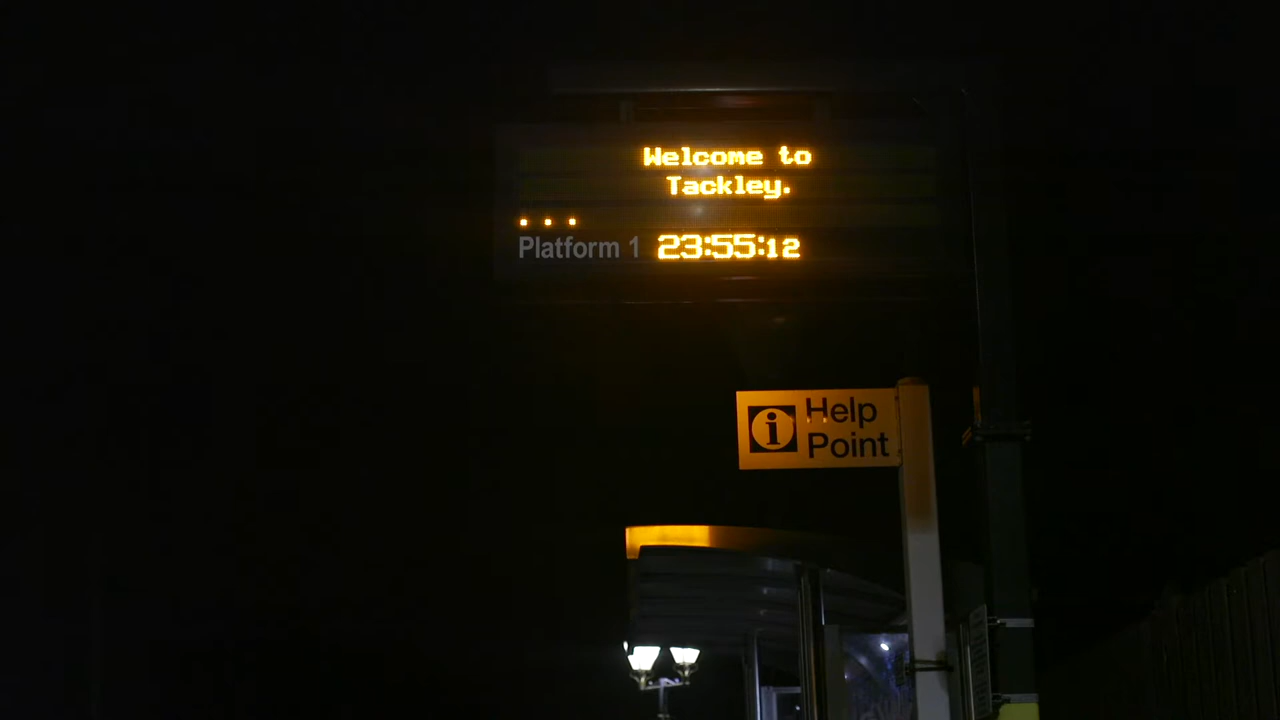 Welcome to
Tackley.
...
Platform 1 23:55:12
i Help
Point